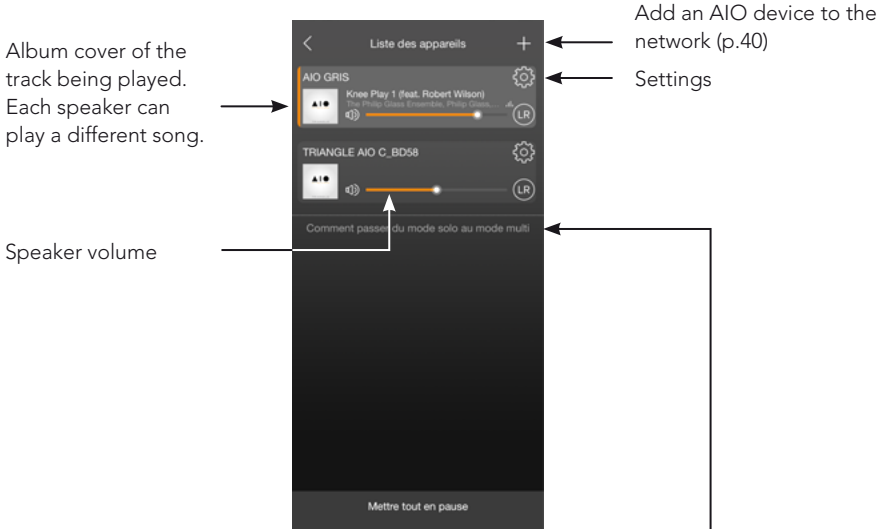 Add an AIO device to the
network (p.40)
Settings
Album cover of the
track being played.
Each speaker can
play a different song.
Speaker volume
Liste des appareils
AIO GRIS
Knee Play 1 (feat. Robert Wilson)
The Philip Glass Ensemble, Philip Glass, ...
AIO
LR
TRIANGLE AIO C_BD58
AIO
LR
Comment passer du mode solo au mode multi
Mettre tout en pause